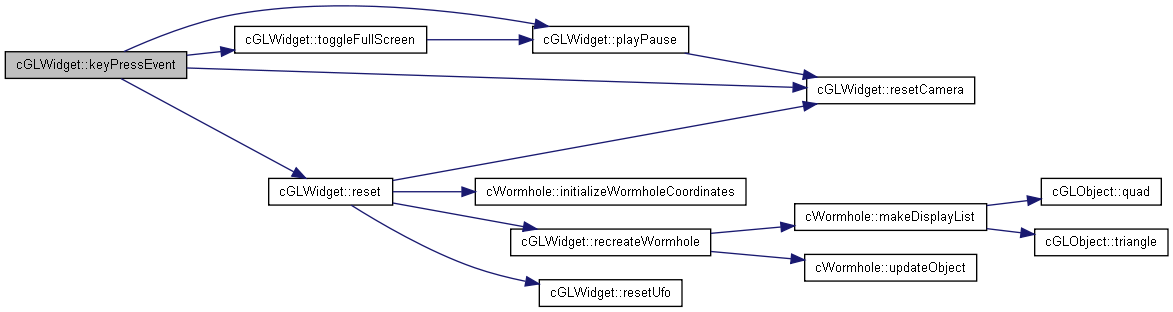 cGLWidget::keyPressEvent
cGLWidget::toggleFullScreen
cGLWidget::playPause
cGLWidget::resetCamera
cGLWidget::reset
cWormhole::initializeWormholeCoordinates
cGLWidget::recreateWormhole
cWormhole::makeDisplayList
cGLObject::quad
cGLObject::triangle
cWormhole::updateObject
cGLWidget::resetUfo